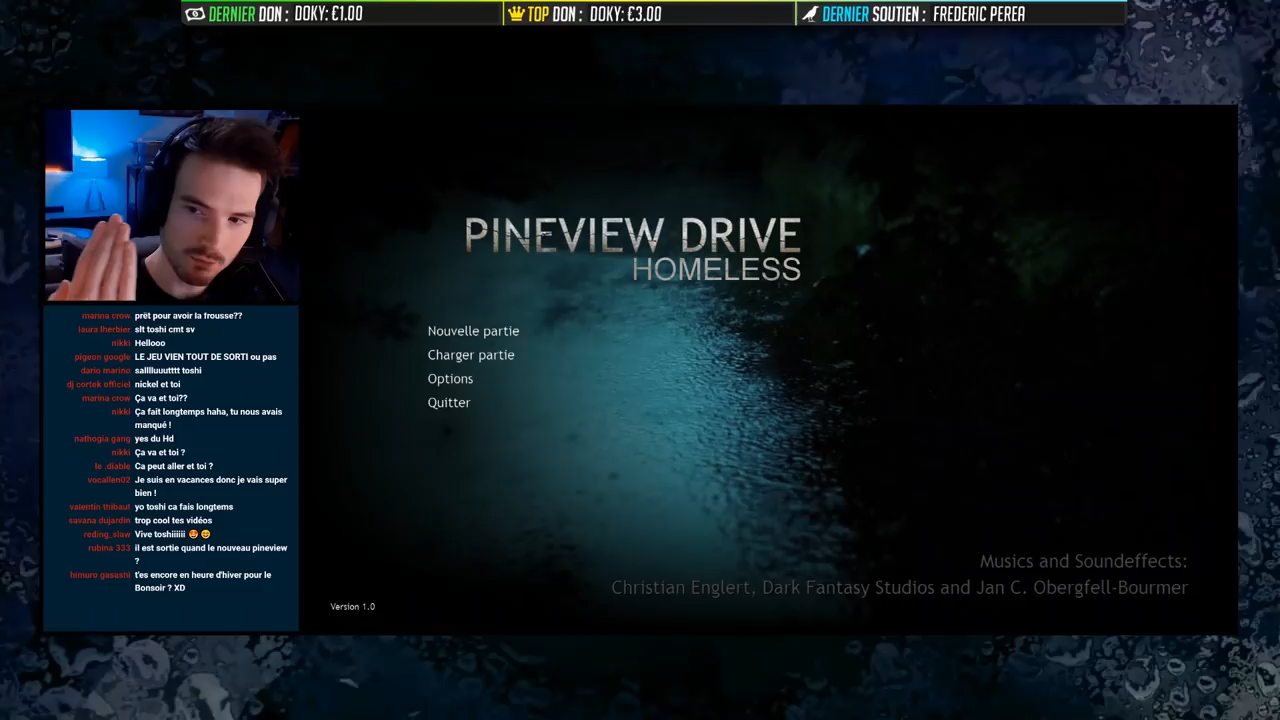 DERNIER DON : DOKY: €1.00
TOP DON : DOKY: €3.00
DERNIER SOUTIEN : FREDERIC PEREA
PINEVIEW DRIVE
HOMELESS
Nouvelle partie
Charger partie
Options
Quitter
marina crow prêt pour avoir la frousse??
laura lherbier slt toshi cmt sv
nikki Hellooo
pigeon google LE JEU VIEN TOUT DE SORTI ou pas
dario marino salllluuutttt toshi
dj cortek officiel nickel et toi
marina crow Ça va et toi??
nikki Ça fait longtemps haha, tu nous avais
manqué !
nathogia gang yes du Hd
nikki Ça va et toi ?
le .diable Ca peut aller et toi ?
vocallen02 Je suis en vacances donc je vais super
bien !
valentin thibaut yo toshi ca fais longtems
savana dujardin trop cool tes vidéos
reding_slaw Vive toshiiiiii 😍 😊
rubina 333 il est sortie quand le nouveau pineview
?
himuro gasashi t'es encore en heure d'hiver pour le
Bonsoir ? XD
Musics and Soundeffects:
Christian Englert, Dark Fantasy Studios and Jan C. Obergfell-Bourmer
Version 1.0